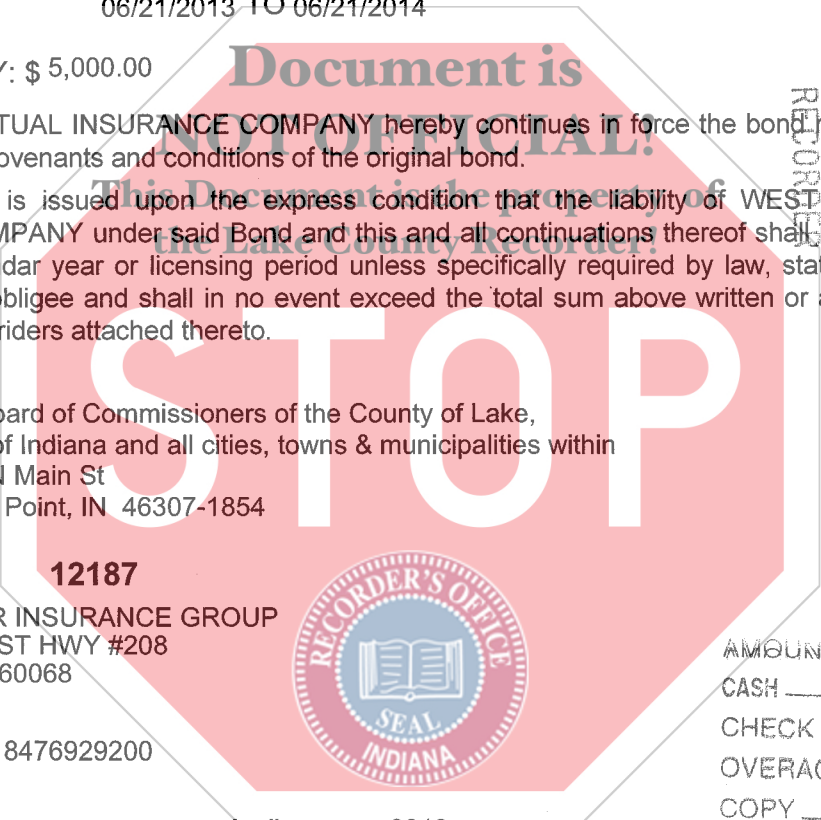 06/21/2013 TO 06/21/2014
Y: $ 5,000.00
Document is
NOT OFFICIAL!
This Document is the property of
the Lake County Recorder!
TUAL INSURANCE COMPANY hereby continues in force the bond
ovenants and conditions of the original bond.
is issued upon the express condition that the liability of WEST
MPANY under said Bond and this and all continuations thereof shall
dar year or licensing period unless specifically required by law, stat
obligee and shall in no event exceed the total sum above written or a
riders attached thereto.
RECORDER
STOP
oard of Commissioners of the County of Lake,
of Indiana and all cities, towns & municipalities within
N Main St
Point, IN 46307-1854
12187
R INSURANCE GROUP
ST HWY #208
60068
8476929200
RECORDER'S OFFICE
SEAL
INDIANA
AMOUN
CASH
CHECK
OVERAG
COPY